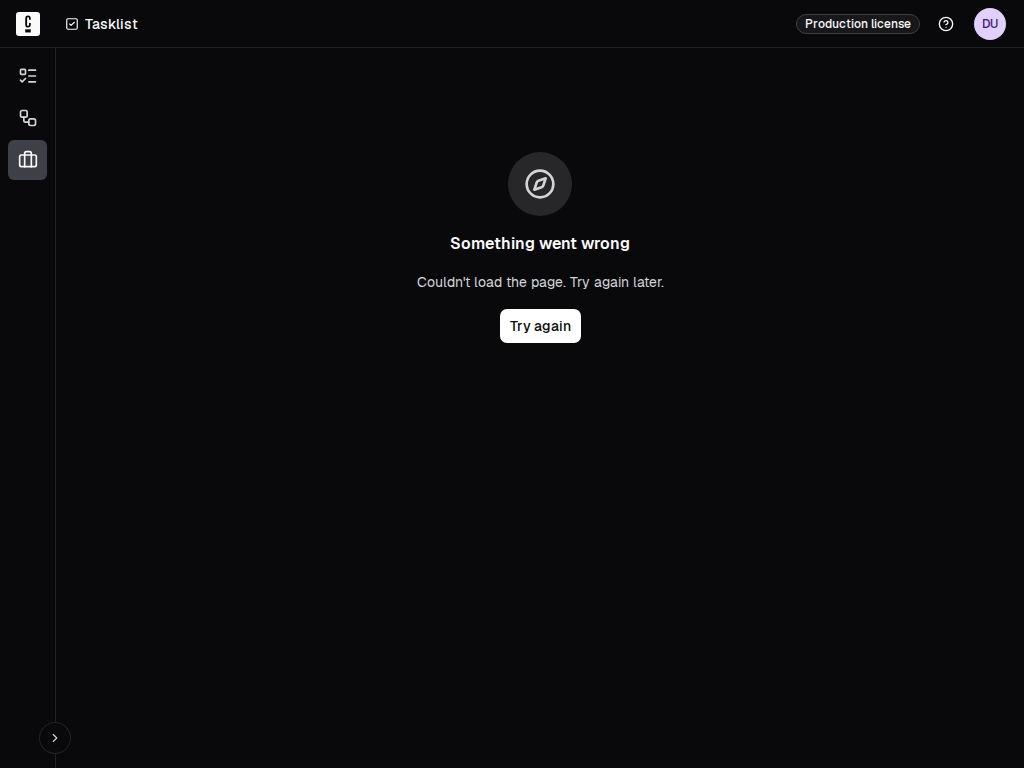 Tasklist
Production license
DU
Something went wrong
Couldn't load the page. Try again later.
Try again